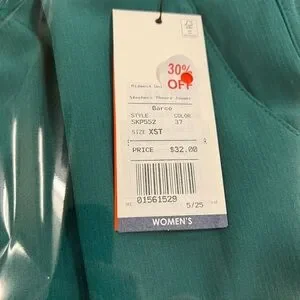 30%
OFF
Barco
STYLE COLOR
SKP552 37
SIZE XST
PRICE $32.00
01561529
5/25
WOMEN'S